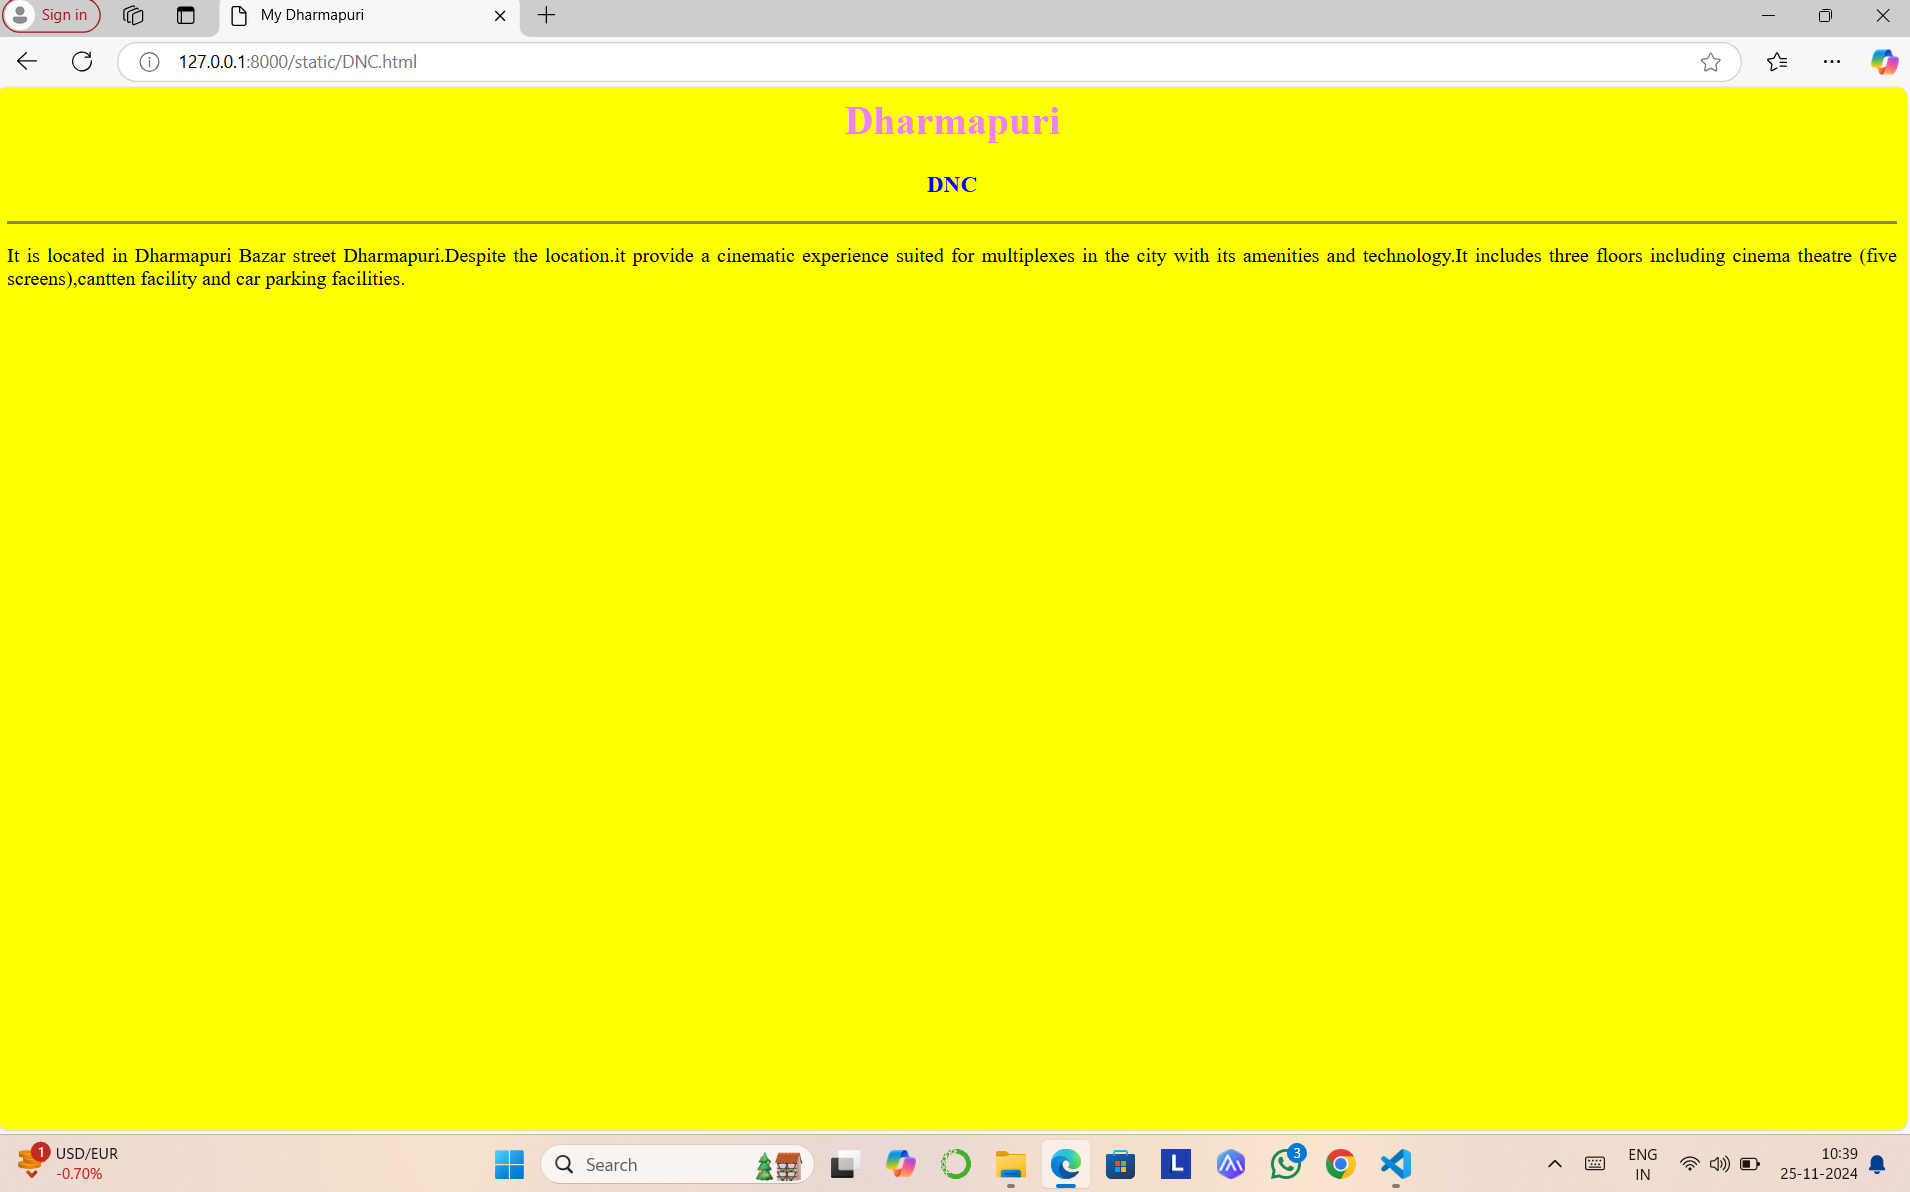 Sign in
My Dharmapuri
127.0.0.1:8000/static/DNC.html
Dharmapuri
DNC
It is located in Dharmapuri Bazar street Dharmapuri.Despite the location.it provide a cinematic experience suited for multiplexes in the city with its amenities and technology.It includes three floors including cinema theatre (five
screens),cantten facility and car parking facilities.
1
USD/EUR
-0.70%
Search
L
3
ENG
IN
10:39
25-11-2024